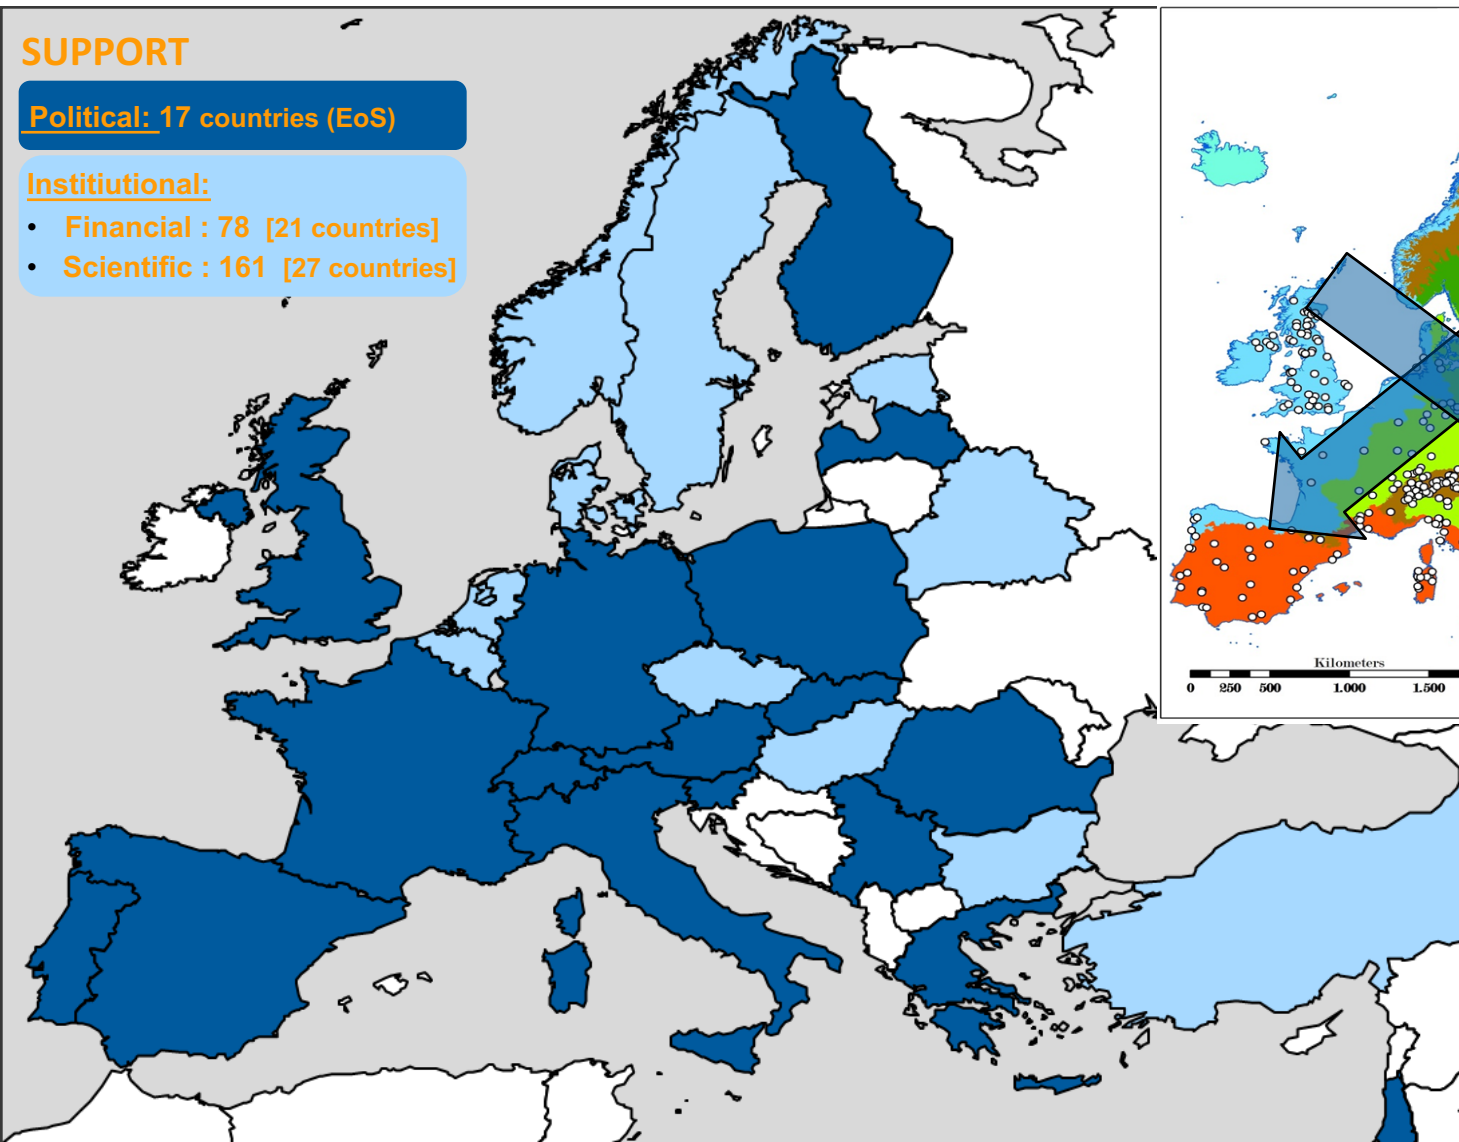 SUPPORT
Political: 17 countries (EoS)
Institiutional:
• Financial : 78 [21 countries]
• Scientific : 161 [27 countries]
Kilometers
0 250 500 1.000 1.500